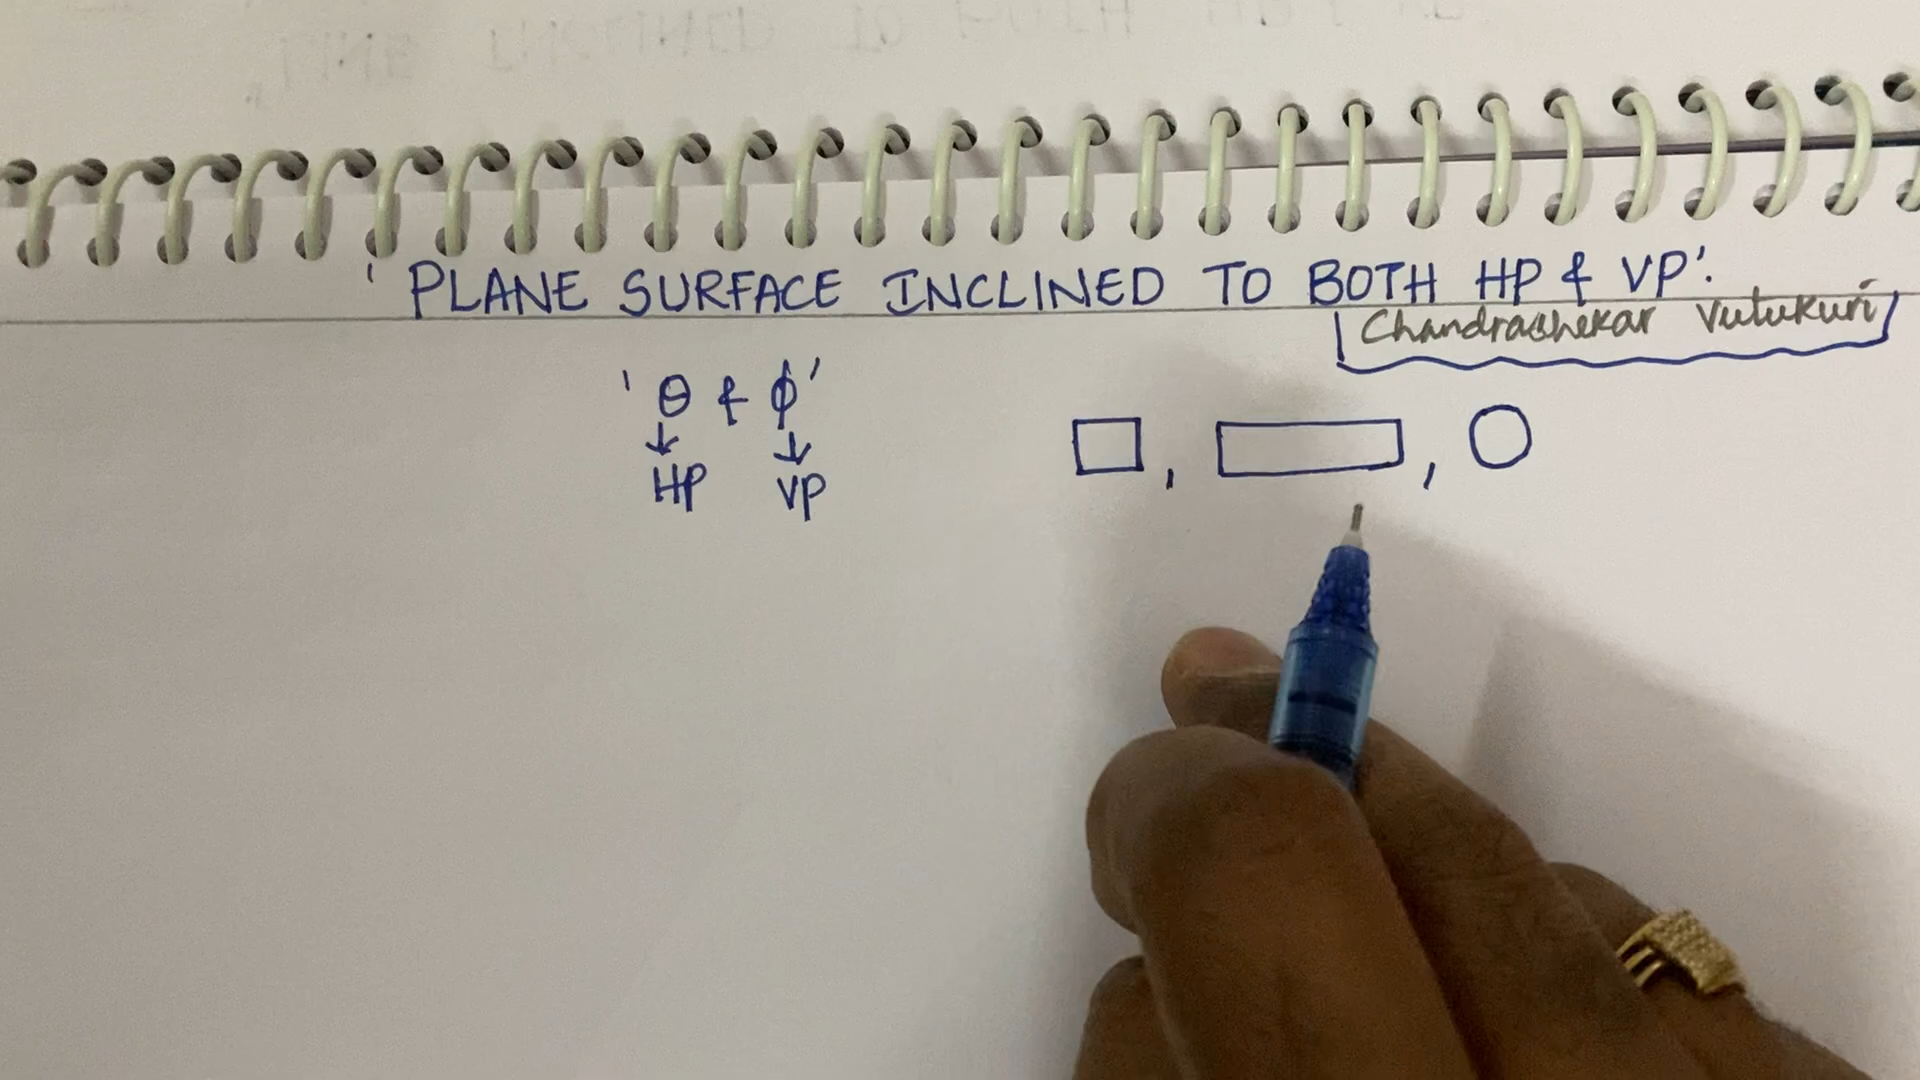 ' PLANE SURFACE INCLINED TO BOTH HP & VP'.
Chandrashekar Vutukuri
' θ & ϕ'
↓ ↓
HP VP
, ,